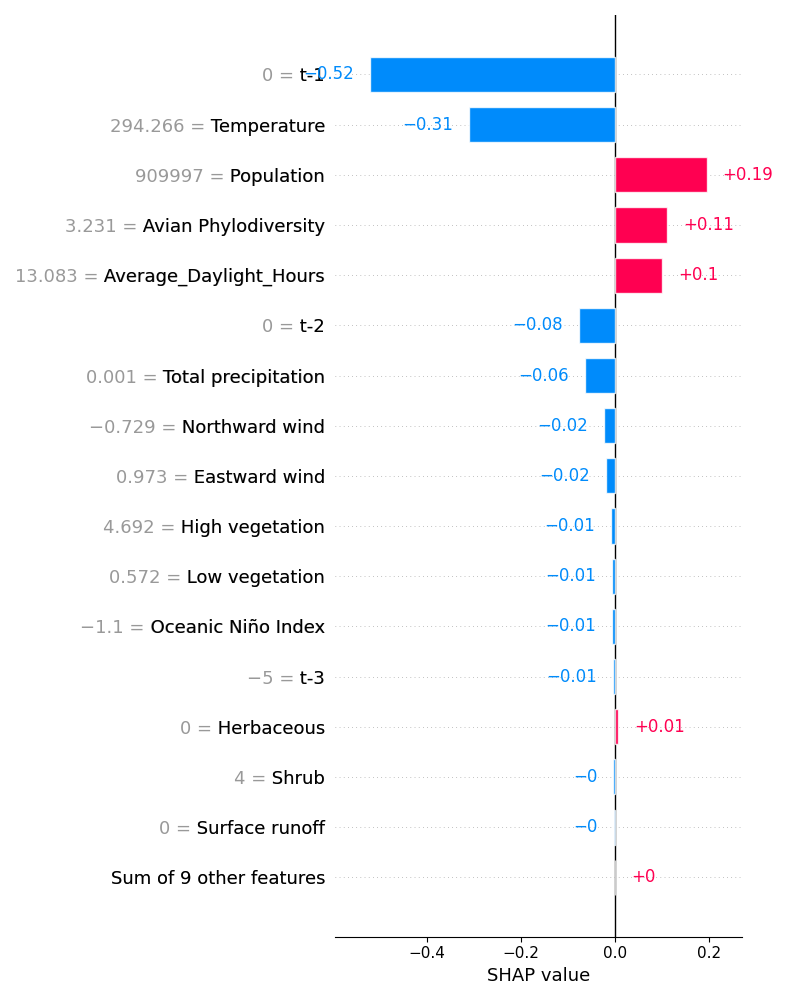 0 = t-1 −0.52
294.266 = Temperature −0.31
909997 = Population +0.19
3.231 = Avian Phylodiversity +0.11
13.083 = Average_Daylight_Hours +0.1
0 = t-2 −0.08
0.001 = Total precipitation −0.06
−0.729 = Northward wind −0.02
0.973 = Eastward wind −0.02
4.692 = High vegetation −0.01
0.572 = Low vegetation −0.01
−1.1 = Oceanic Niño Index −0.01
−5 = t-3 −0.01
0 = Herbaceous +0.01
4 = Shrub −0
0 = Surface runoff −0
Sum of 9 other features +0
−0.4 −0.2 0.0 0.2
SHAP value